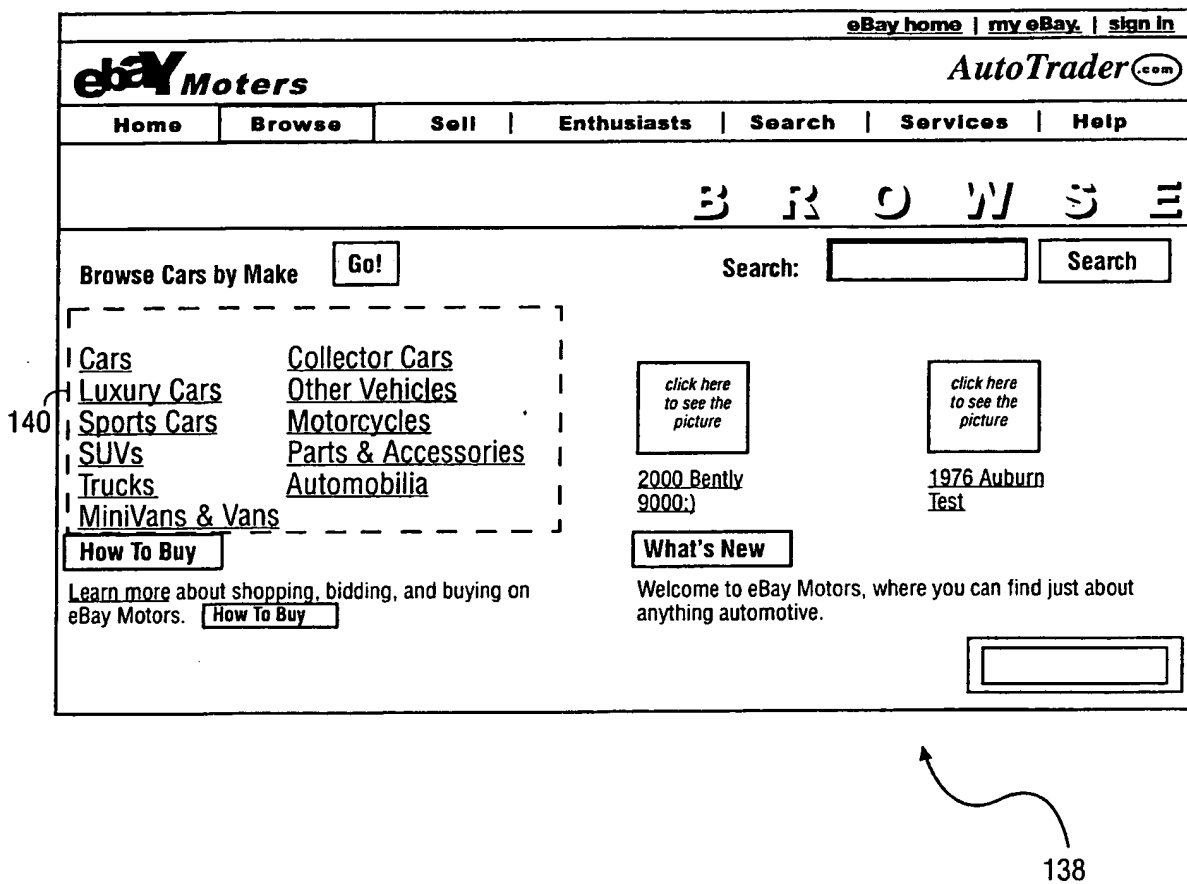 eBay home | my eBay. | sign in
ebay Moters
AutoTrader .com
Home Browse Sell | Enthusiasts | Search | Services | Help
BROWSE
Browse Cars by Make Go! Search: Search
Cars Collector Cars
Luxury Cars Other Vehicles
Sports Cars Motorcycles
SUVs Parts & Accessories
Trucks Automobilia
MiniVans & Vans
140
click here
to see the
picture
2000 Bently
9000:)
click here
to see the
picture
1976 Auburn
Test
How To Buy
Learn more about shopping, bidding, and buying on
eBay Motors. How To Buy
What's New
Welcome to eBay Motors, where you can find just about
anything automotive.
138